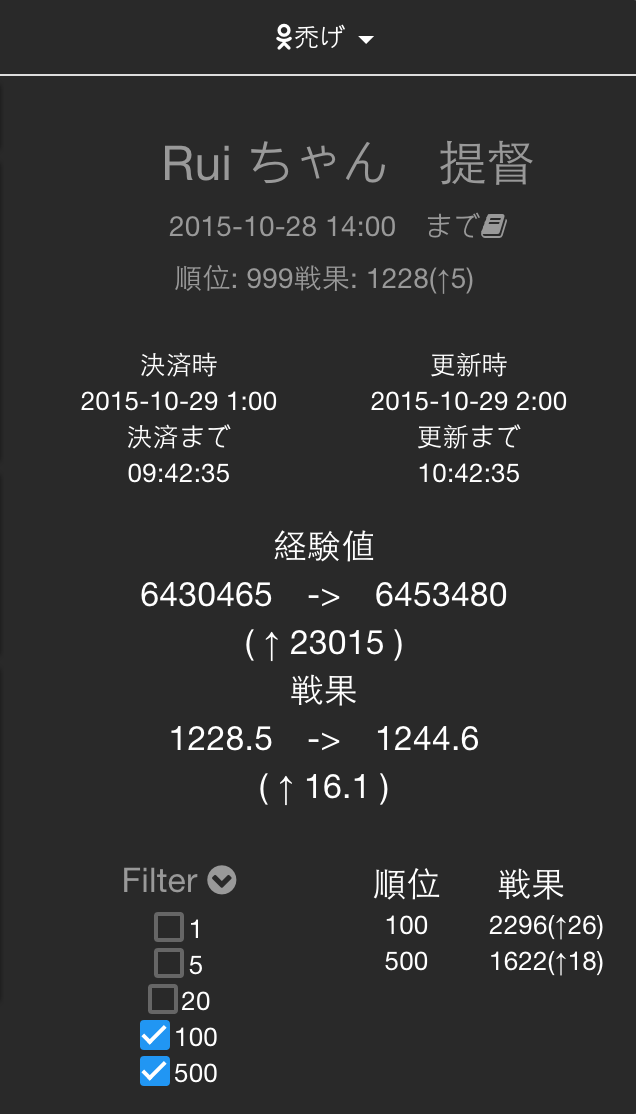 禿げ
Rui ちゃん 提督
2015-10-28 14:00 まで
順位: 999戦果: 1228(↑5)
決済時
2015-10-29 1:00
決済まで
09:42:35
更新時
2015-10-29 2:00
更新まで
10:42:35
経験値
6430465 -> 6453480
( ↑ 23015 )
戦果
1228.5 -> 1244.6
( ↑ 16.1 )
Filter
1
5
20
100
500
順位 戦果
100 2296(↑26)
500 1622(↑18)